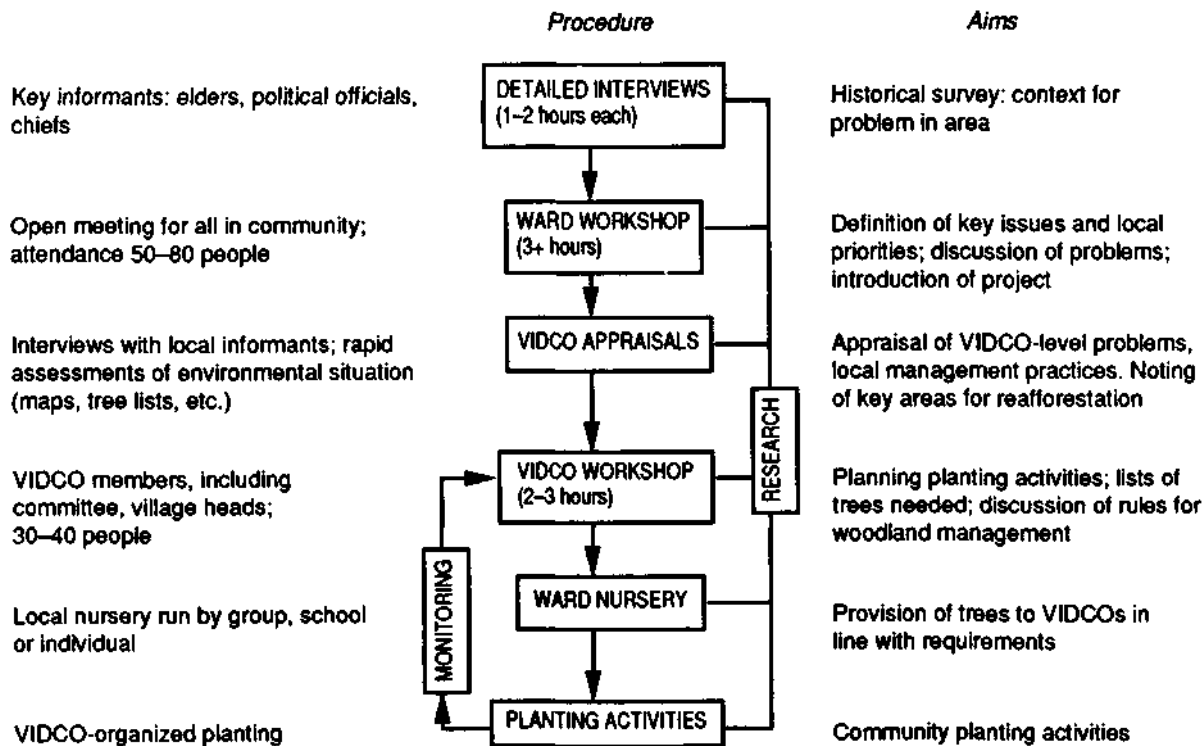 Procedure
Aims
Key informants: elders, political officials,
chiefs
DETAILED INTERVIEWS
(1–2 hours each)
Historical survey: context for
problem in area
Open meeting for all in community;
attendance 50–80 people
WARD WORKSHOP
(3+ hours)
Definition of key issues and local
priorities; discussion of problems;
introduction of project
Interviews with local informants; rapid
assessments of environmental situation
(maps, tree lists, etc.)
VIDCO APPRAISALS
Appraisal of VIDCO-level problems,
local management practices. Noting
of key areas for reafforestation
RESEARCH
VIDCO members, including
committee, village heads;
30–40 people
VIDCO WORKSHOP
(2–3 hours)
Planning planting activities; lists of
trees needed; discussion of rules for
woodland management
MONITORING
Local nursery run by group, school
or individual
WARD NURSERY
Provision of trees to VIDCOs in
line with requirements
VIDCO-organized planting
PLANTING ACTIVITIES
Community planting activities